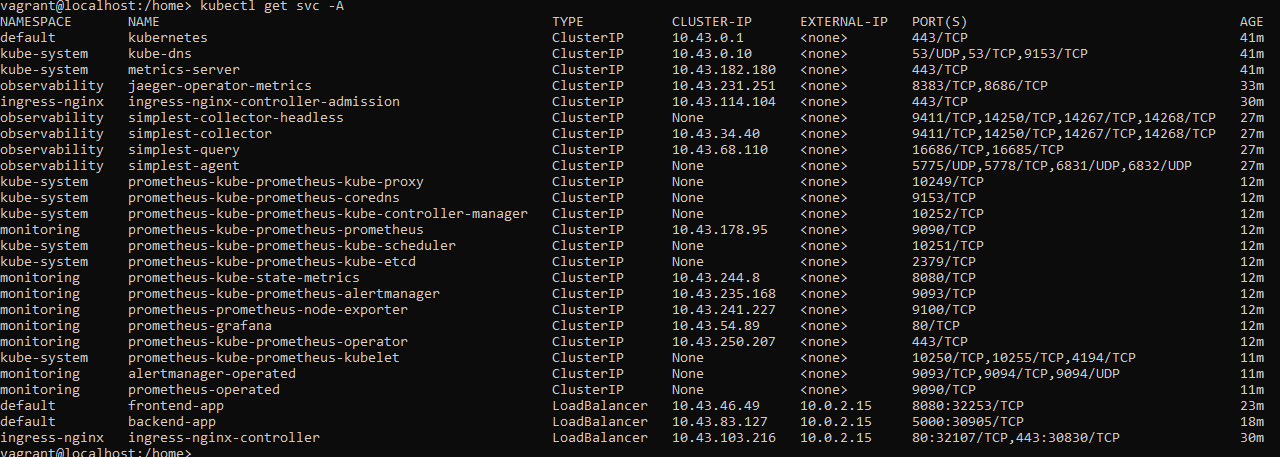 vagrant@localhost:/home> kubectl get svc -A
NAMESPACE NAME TYPE CLUSTER-IP EXTERNAL-IP PORT(S) AGE
default kubernetes ClusterIP 10.43.0.1 <none> 443/TCP 41m
kube-system kube-dns ClusterIP 10.43.0.10 <none> 53/UDP,53/TCP,9153/TCP 41m
kube-system metrics-server ClusterIP 10.43.182.180 <none> 443/TCP 41m
observability jaeger-operator-metrics ClusterIP 10.43.231.251 <none> 8383/TCP,8686/TCP 33m
ingress-nginx ingress-nginx-controller-admission ClusterIP 10.43.114.104 <none> 443/TCP 30m
observability simplest-collector-headless ClusterIP None <none> 9411/TCP,14250/TCP,14267/TCP,14268/TCP 27m
observability simplest-collector ClusterIP 10.43.34.40 <none> 9411/TCP,14250/TCP,14267/TCP,14268/TCP 27m
observability simplest-query ClusterIP 10.43.68.110 <none> 16686/TCP,16685/TCP 27m
observability simplest-agent ClusterIP None <none> 5775/UDP,5778/TCP,6831/UDP,6832/UDP 27m
kube-system prometheus-kube-prometheus-kube-proxy ClusterIP None <none> 10249/TCP 12m
kube-system prometheus-kube-prometheus-coredns ClusterIP None <none> 9153/TCP 12m
kube-system prometheus-kube-prometheus-kube-controller-manager ClusterIP None <none> 10252/TCP 12m
monitoring prometheus-kube-prometheus-prometheus ClusterIP 10.43.178.95 <none> 9090/TCP 12m
kube-system prometheus-kube-prometheus-kube-scheduler ClusterIP None <none> 10251/TCP 12m
kube-system prometheus-kube-prometheus-kube-etcd ClusterIP None <none> 2379/TCP 12m
monitoring prometheus-kube-state-metrics ClusterIP 10.43.244.8 <none> 8080/TCP 12m
monitoring prometheus-kube-prometheus-alertmanager ClusterIP 10.43.235.168 <none> 9093/TCP 12m
monitoring prometheus-prometheus-node-exporter ClusterIP 10.43.241.227 <none> 9100/TCP 12m
monitoring prometheus-grafana ClusterIP 10.43.54.89 <none> 80/TCP 12m
monitoring prometheus-kube-prometheus-operator ClusterIP 10.43.250.207 <none> 443/TCP 12m
kube-system prometheus-kube-prometheus-kubelet ClusterIP None <none> 10250/TCP,10255/TCP,4194/TCP 11m
monitoring alertmanager-operated ClusterIP None <none> 9093/TCP,9094/TCP,9094/UDP 11m
monitoring prometheus-operated ClusterIP None <none> 9090/TCP 11m
default frontend-app LoadBalancer 10.43.46.49 10.0.2.15 8080:32253/TCP 23m
default backend-app LoadBalancer 10.43.83.127 10.0.2.15 5000:30905/TCP 18m
ingress-nginx ingress-nginx-controller LoadBalancer 10.43.103.216 10.0.2.15 80:32107/TCP,443:30830/TCP 30m
vagrant@localhost:/home>